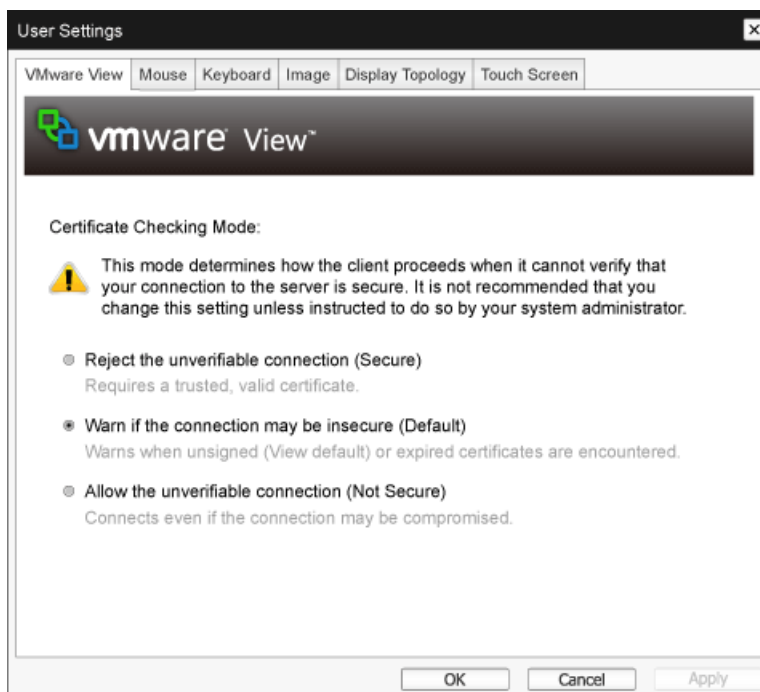 User Settings
VMware View Mouse Keyboard Image Display Topology Touch Screen
vmware View™
Certificate Checking Mode:
This mode determines how the client proceeds when it cannot verify that
your connection to the server is secure. It is not recommended that you
change this setting unless instructed to do so by your system administrator.
Reject the unverifiable connection (Secure)
Requires a trusted, valid certificate.
Warn if the connection may be insecure (Default)
Warns when unsigned (View default) or expired certificates are encountered.
Allow the unverifiable connection (Not Secure)
Connects even if the connection may be compromised.
OK Cancel Apply